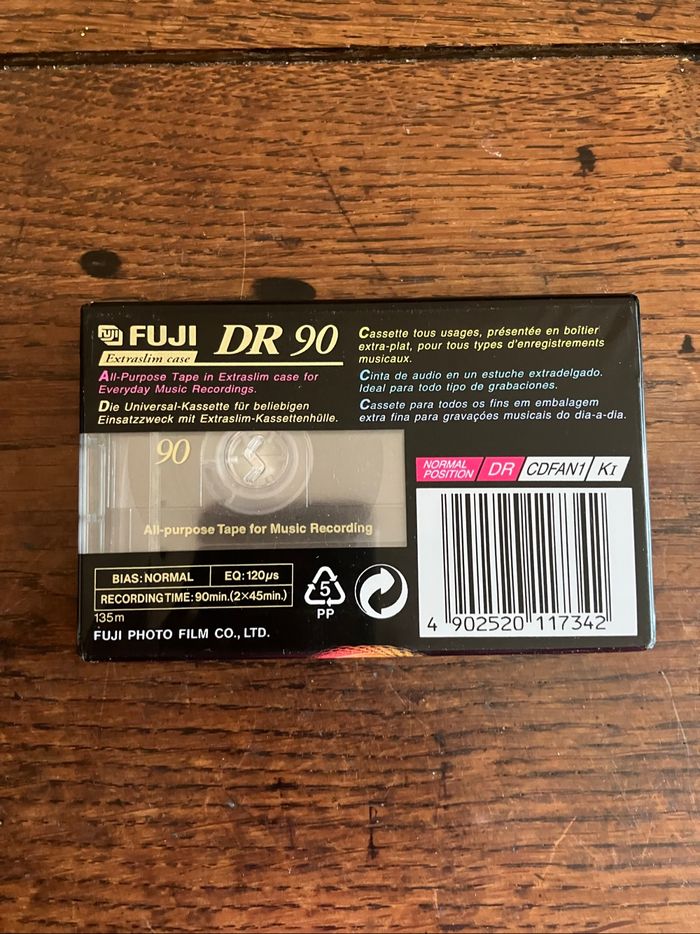 FUJI FUJI DR 90
Extraslim case
All-Purpose Tape in Extraslim case for
Everyday Music Recordings.
Die Universal-Kassette für beliebigen
Einsatzzweck mit Extraslim-Kassettenhülle.
Cassette tous usages, présentée en boîtier
extra-plat, pour tous types d'enregistrements
musicaux.
Cinta de audio en un estuche extradelgado.
Ideal para todo tipo de grabaciones.
Cassete para todos os fins em embalagem
extra fina para gravações musicais do dia-a-dia.
90
All-purpose Tape for Music Recording
NORMAL
POSITION
DR
CDFAN1
KI
BIAS:NORMAL EQ:120µs
RECORDING TIME: 90min.(2×45min.)
135m
FUJI PHOTO FILM CO., LTD.
5
PP
4 902520 117342